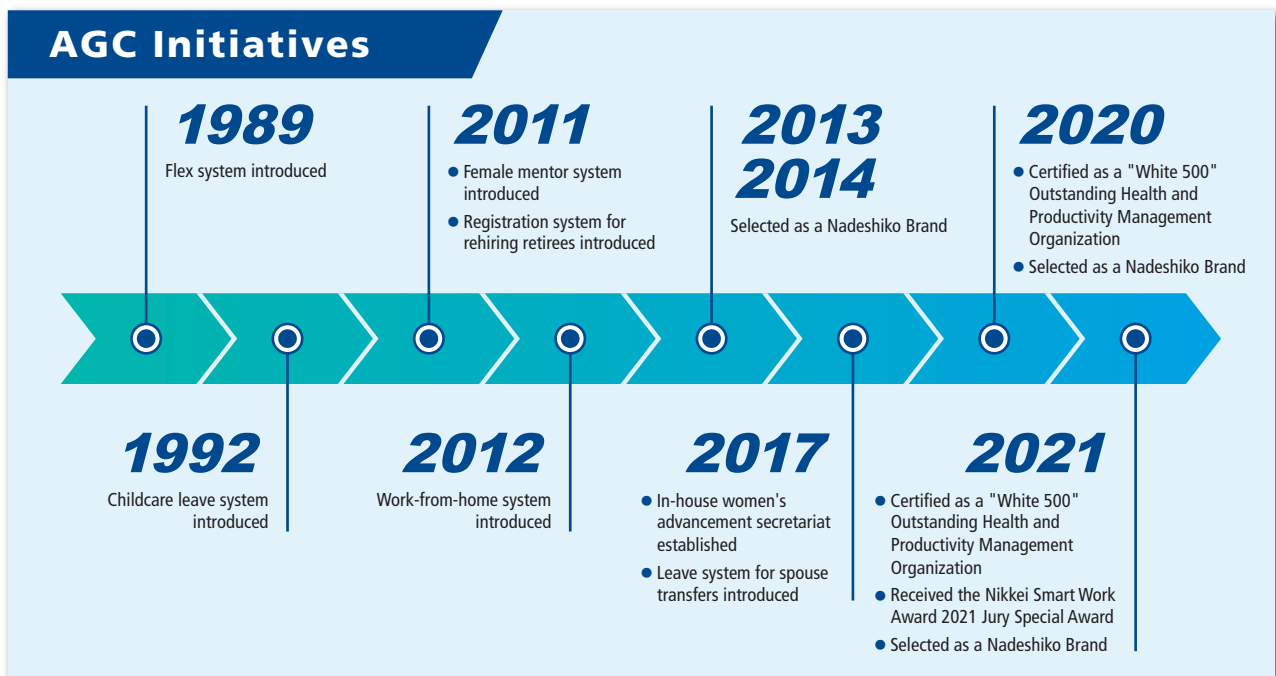 AGC Initiatives
1989
Flex system introduced
1992
Childcare leave system
introduced
2011
● Female mentor system
introduced
● Registration system for
rehiring retirees introduced
2012
Work-from-home system
introduced
2013
2014
Selected as a Nadeshiko Brand
2017
● In-house women's
advancement secretariat
established
● Leave system for spouse
transfers introduced
2020
● Certified as a "White 500"
Outstanding Health and
Productivity Management
Organization
● Selected as a Nadeshiko Brand
2021
● Certified as a "White 500"
Outstanding Health and
Productivity Management
Organization
● Received the Nikkei Smart Work
Award 2021 Jury Special Award
● Selected as a Nadeshiko Brand